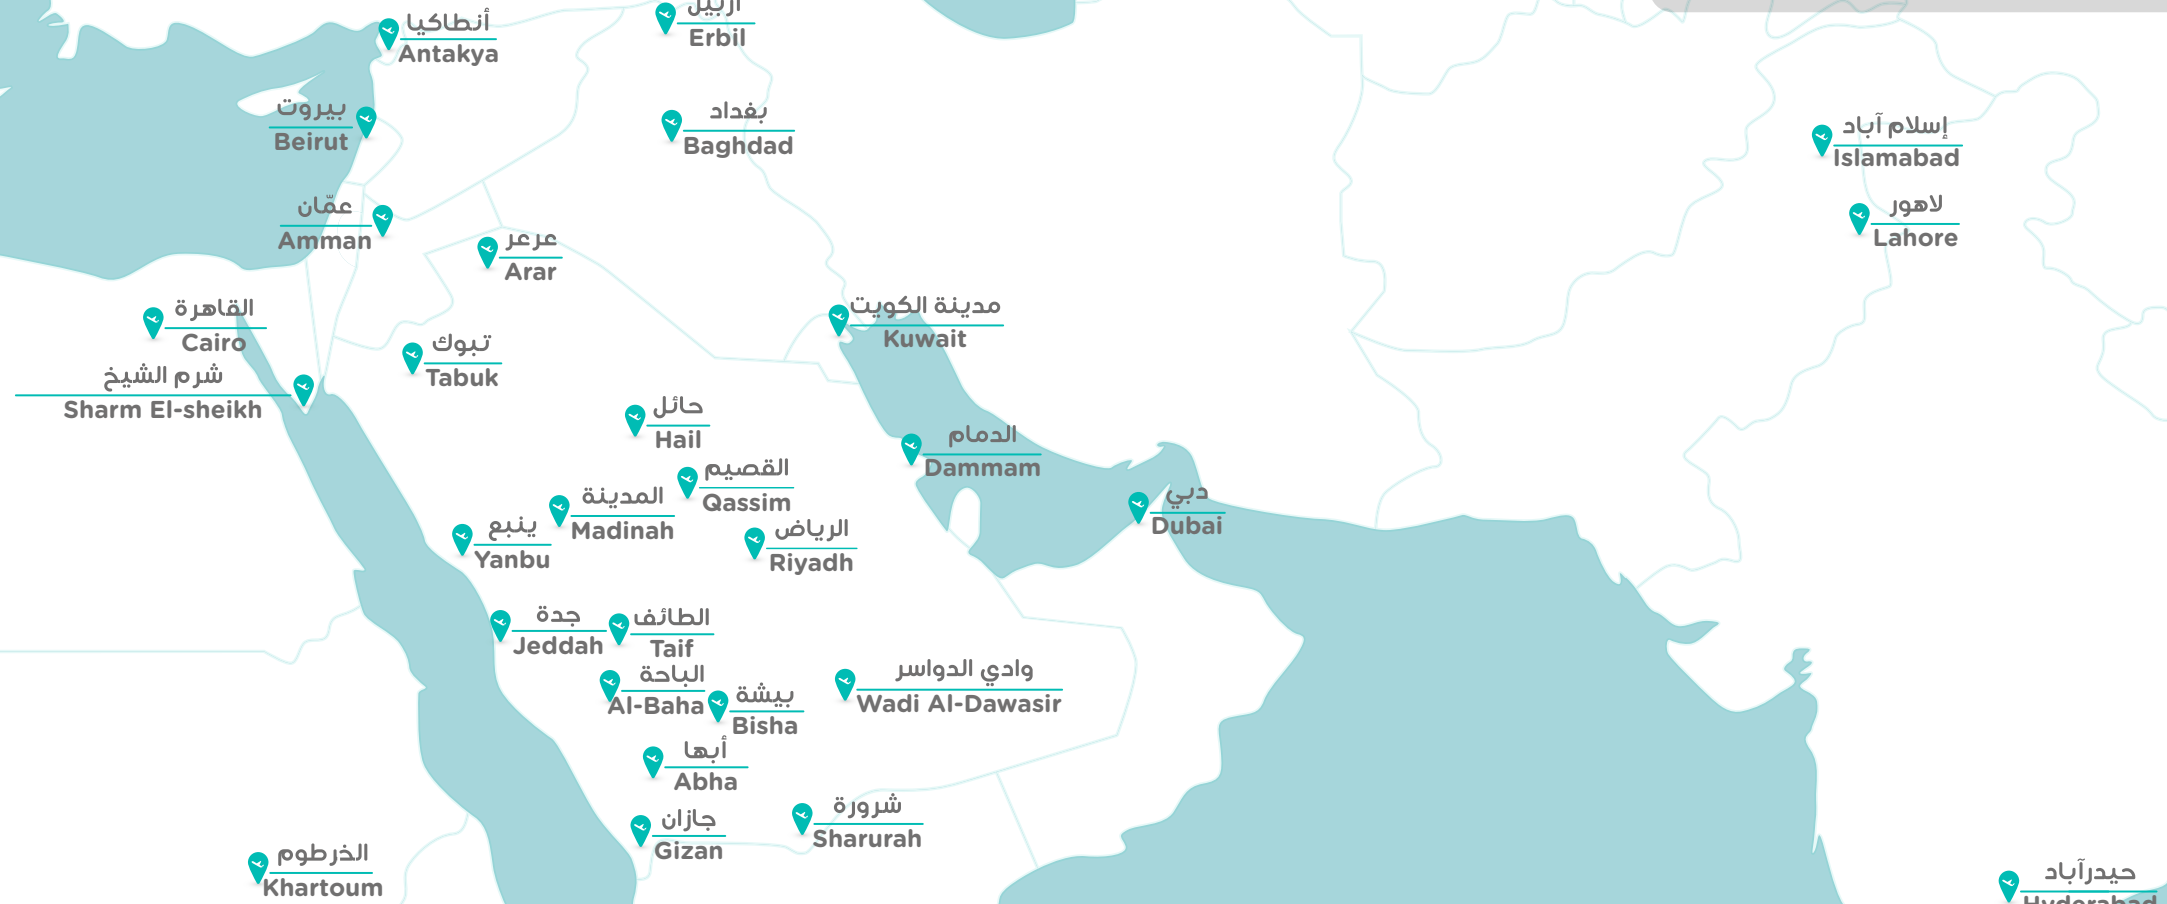 أربيل
Erbil
أنطاكيا
Antakya
بيروت
Beirut
بغداد
Baghdad
إسلام آباد
Islamabad
عمّان
Amman
لاهور
Lahore
عرعر
Arar
القاهرة
Cairo
مدينة الكويت
Kuwait
تبوك
Tabuk
شرم الشيخ
Sharm El-sheikh
حائل
Hail
الدمام
Dammam
القصيم
Qassim
المدينة
Madinah
دبي
Dubai
ينبع
Yanbu
الرياض
Riyadh
جدة
Jeddah
الطائف
Taif
الباحة
Al-Baha
بيشة
Bisha
وادي الدواسر
Wadi Al-Dawasir
أبها
Abha
شرورة
Sharurah
جازان
Gizan
الخرطوم
Khartoum
حيدرآباد
Hyderabad